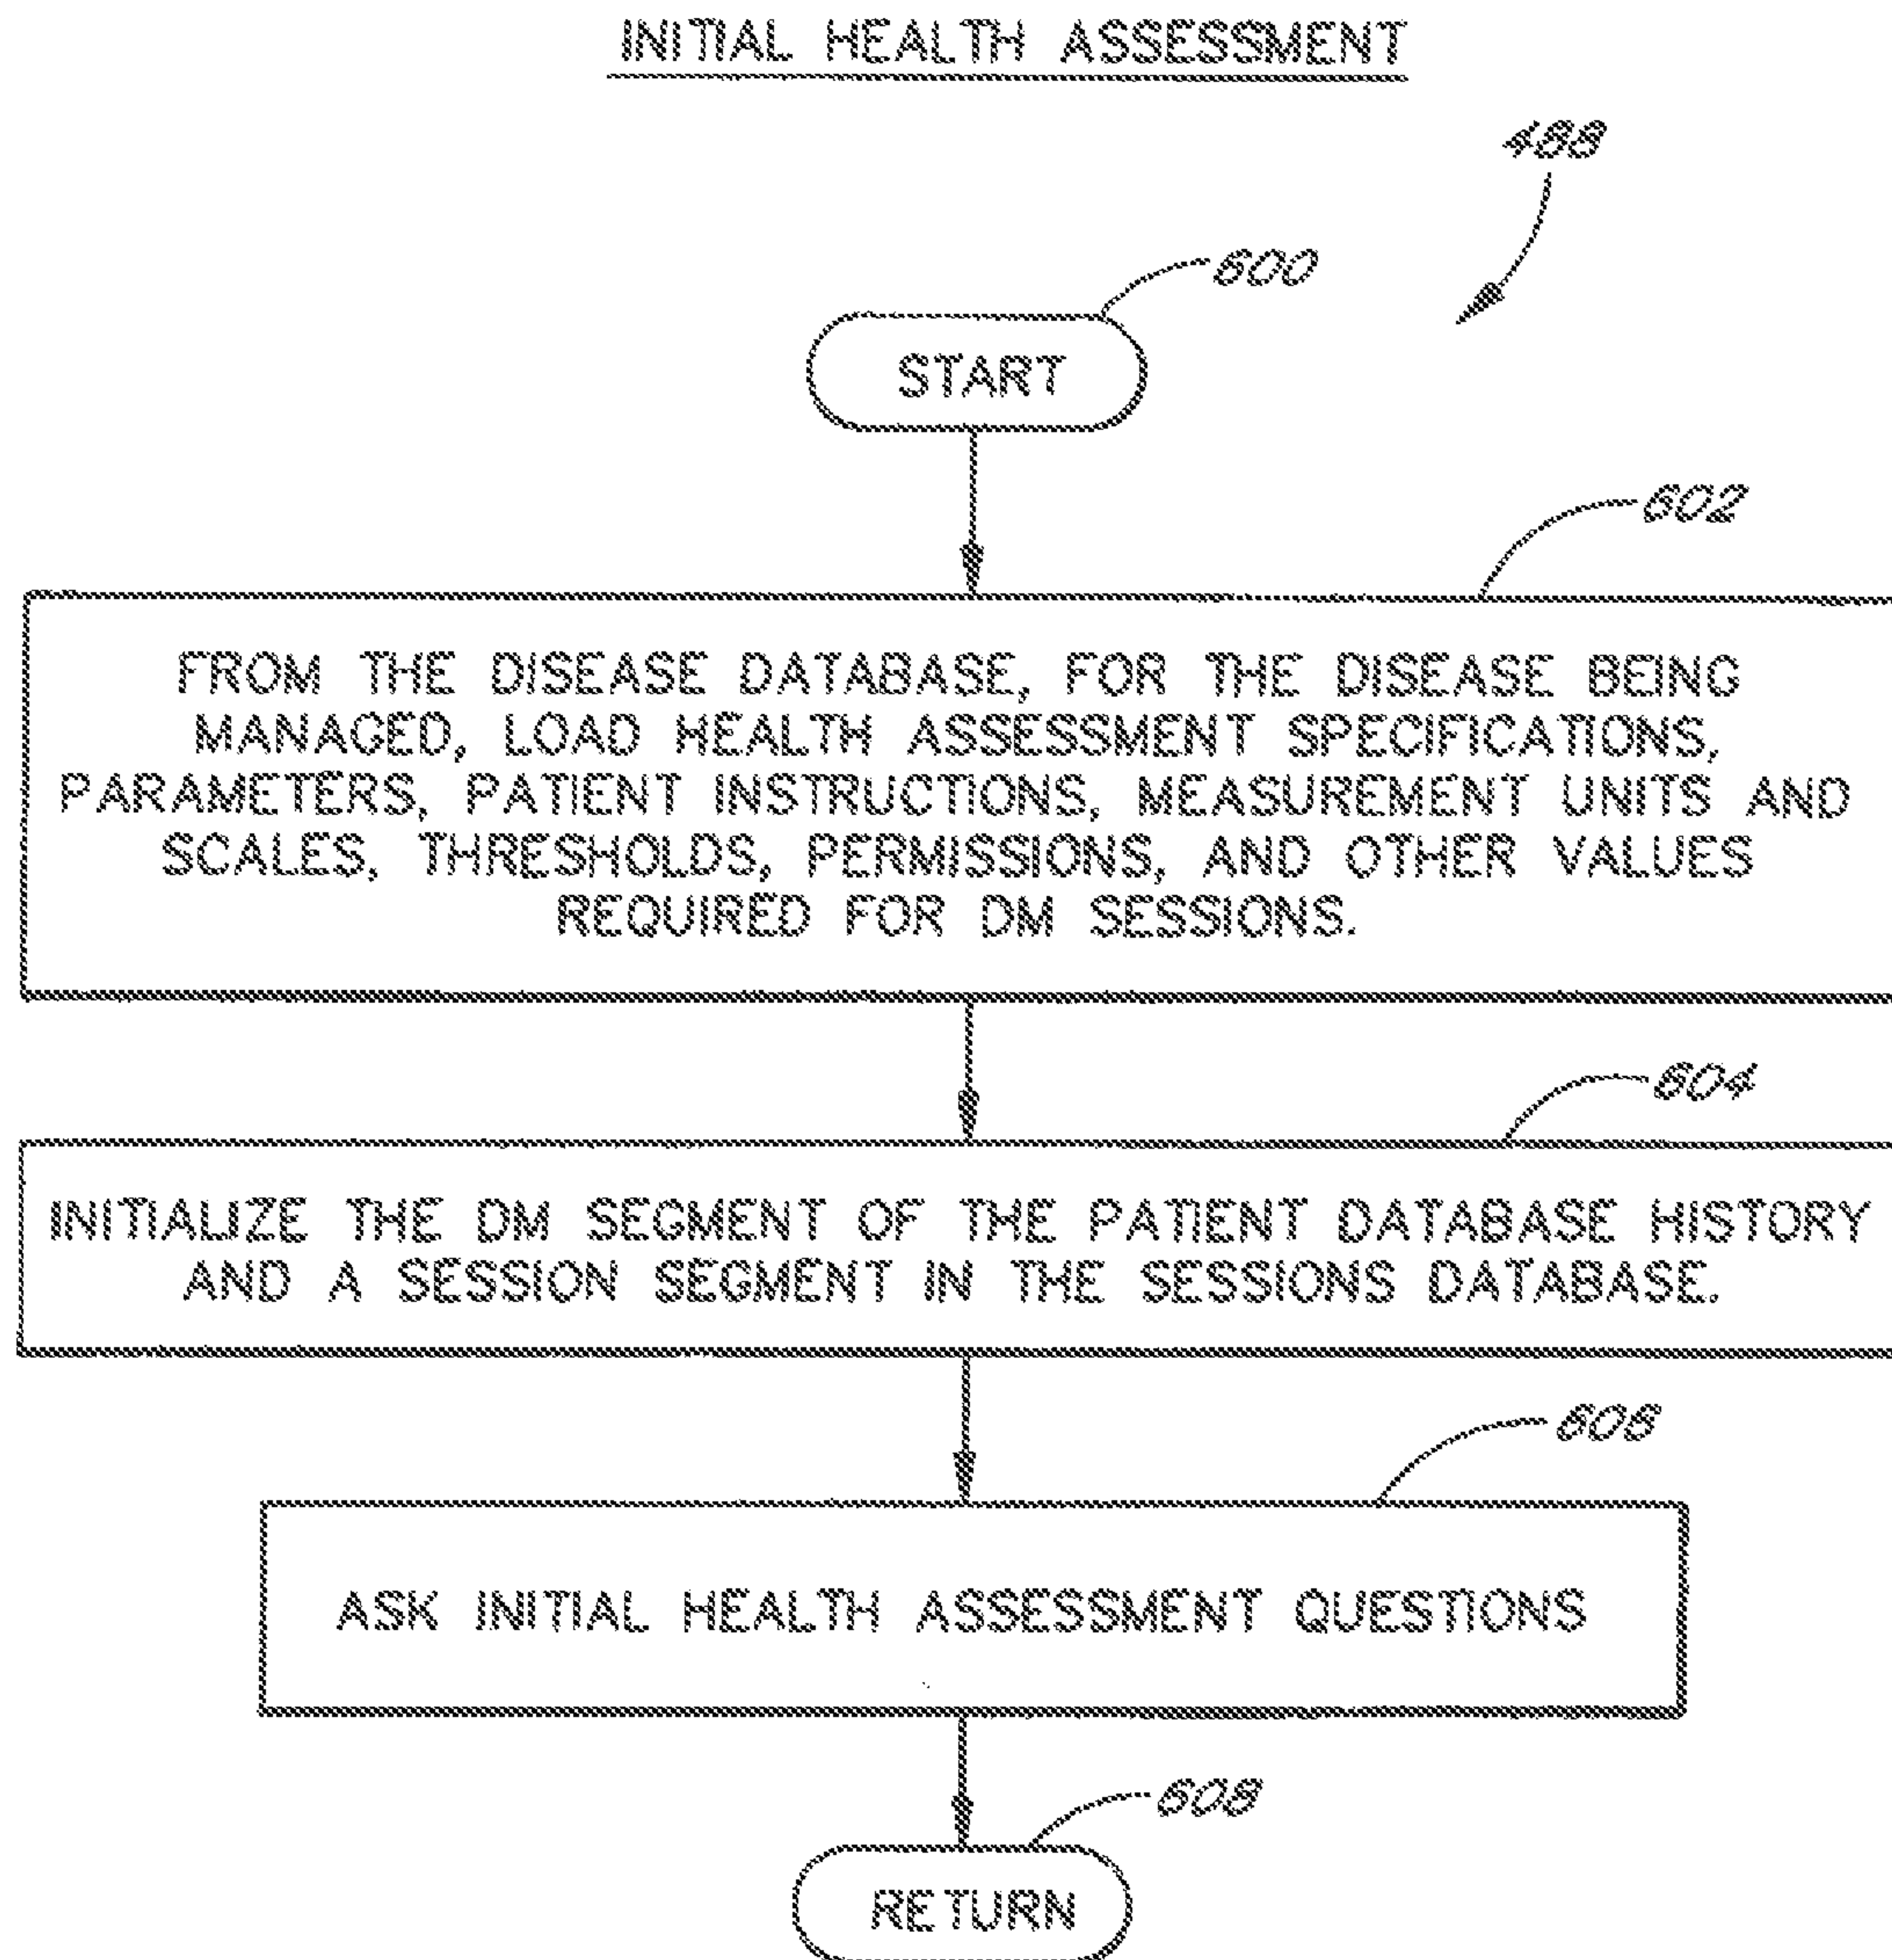 INITIAL HEALTH ASSESSMENT
488
600
START
602
FROM THE DISEASE DATABASE, FOR THE DISEASE BEING
MANAGED, LOAD HEALTH ASSESSMENT SPECIFICATIONS,
PARAMETERS, PATIENT INSTRUCTIONS, MEASUREMENT UNITS AND
SCALES, THRESHOLDS, PERMISSIONS, AND OTHER VALUES
REQUIRED FOR DM SESSIONS.
604
INITIALIZE THE DM SEGMENT OF THE PATIENT DATABASE HISTORY
AND A SESSION SEGMENT IN THE SESSIONS DATABASE.
606
ASK INITIAL HEALTH ASSESSMENT QUESTIONS
608
RETURN